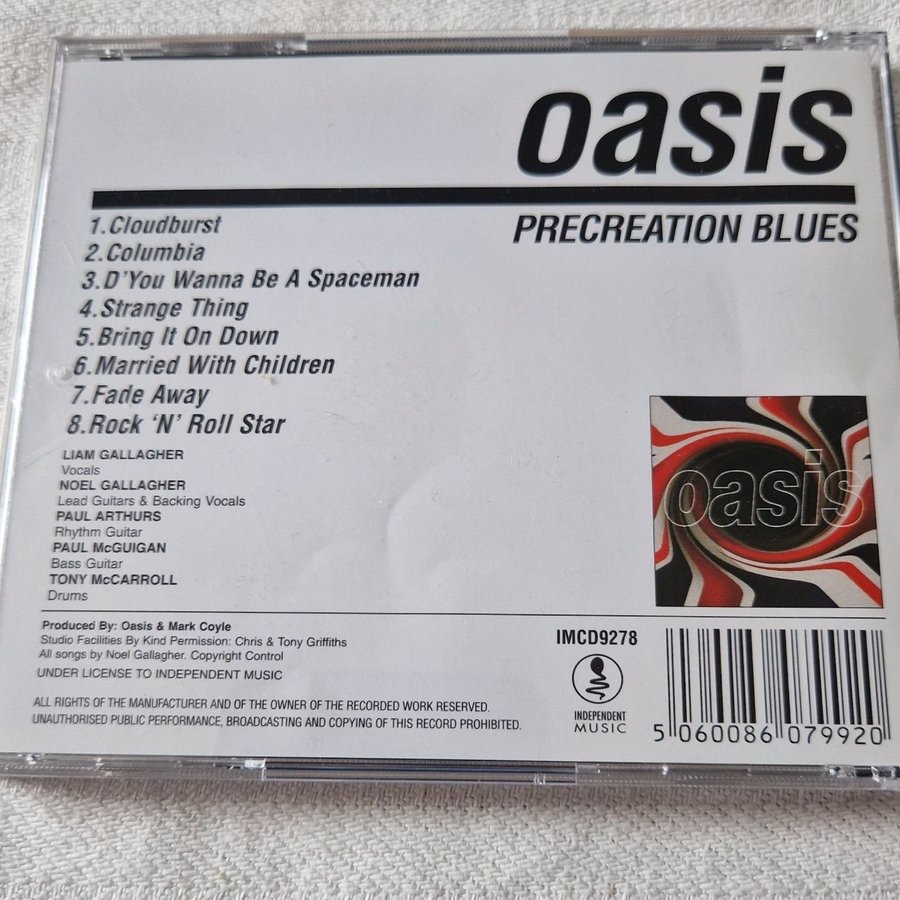 oasis
PRECREATION BLUES
1.Cloudburst
2.Columbia
3.D'You Wanna Be A Spaceman
4.Strange Thing
5.Bring It On Down
6.Married With Children
7.Fade Away
8.Rock 'N' Roll Star
LIAM GALLAGHER
Vocals
NOEL GALLAGHER
Lead Guitars & Backing Vocals
PAUL ARTHURS
Rhythm Guitar
PAUL McGUIGAN
Bass Guitar
TONY McCARROLL
Drums
oasis
Produced By: Oasis & Mark Coyle
Studio Facilities By Kind Permission: Chris & Tony Griffiths
All songs by Noel Gallagher. Copyright Control
UNDER LICENSE TO INDEPENDENT MUSIC
ALL RIGHTS OF THE MANUFACTURER AND OF THE OWNER OF THE RECORDED WORK RESERVED.
UNAUTHORISED PUBLIC PERFORMANCE, BROADCASTING AND COPYING OF THIS RECORD PROHIBITED.
IMCD9278
INDEPENDENT
MUSIC
5 060086 079920